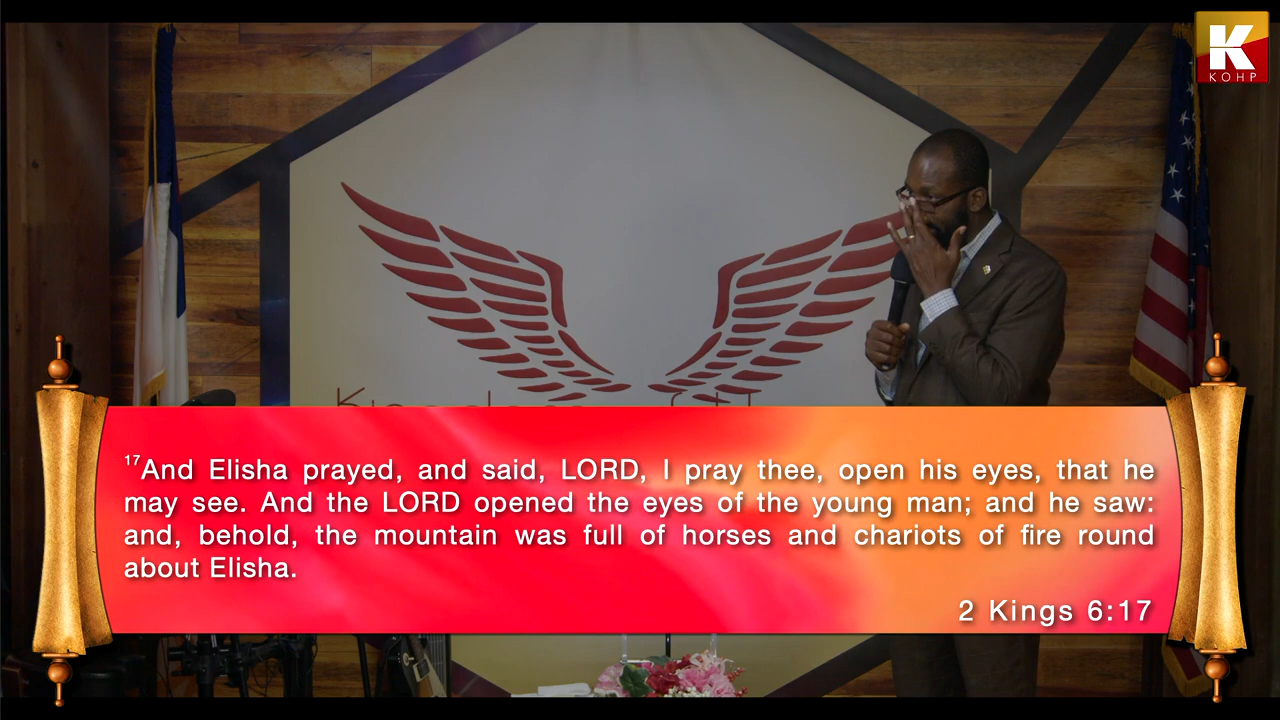 K
KOHP
17And Elisha prayed, and said, LORD, I pray thee, open his eyes, that he
may see. And the LORD opened the eyes of the young man; and he saw:
and, behold, the mountain was full of horses and chariots of fire round
about Elisha.
2 Kings 6:17